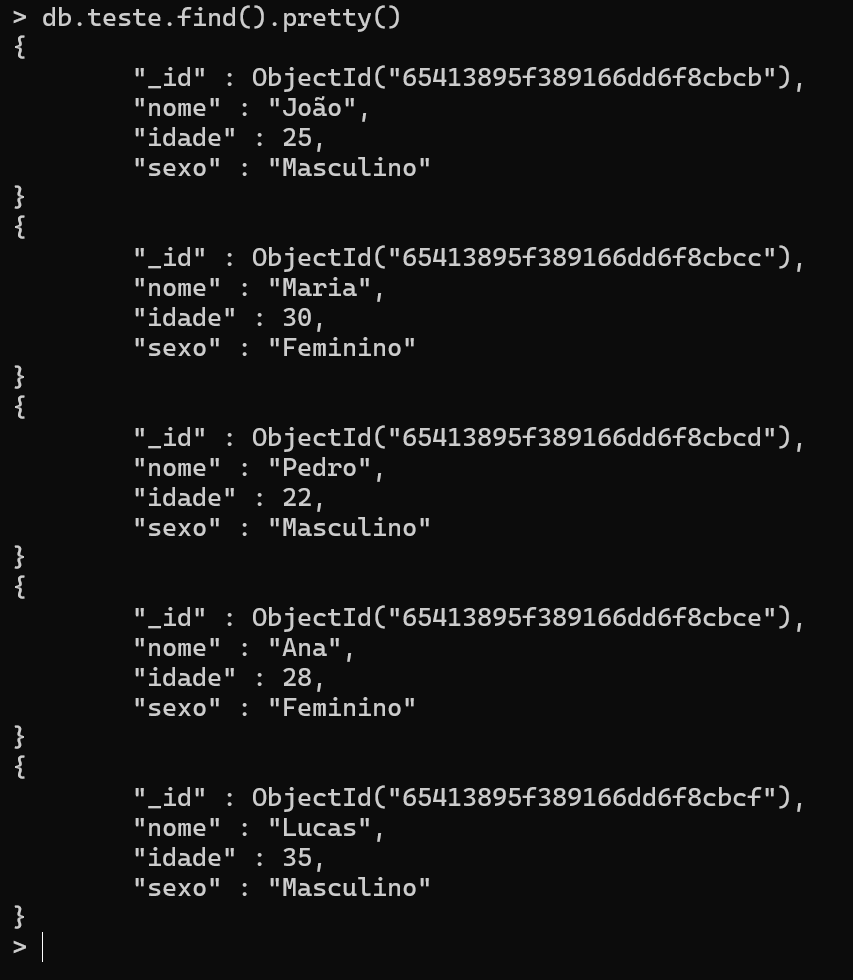 > db.teste.find().pretty()
{
        "_id" : ObjectId("65413895f389166dd6f8cbcb"),
        "nome" : "João",
        "idade" : 25,
        "sexo" : "Masculino"
}
{
        "_id" : ObjectId("65413895f389166dd6f8cbcc"),
        "nome" : "Maria",
        "idade" : 30,
        "sexo" : "Feminino"
}
{
        "_id" : ObjectId("65413895f389166dd6f8cbcd"),
        "nome" : "Pedro",
        "idade" : 22,
        "sexo" : "Masculino"
}
{
        "_id" : ObjectId("65413895f389166dd6f8cbce"),
        "nome" : "Ana",
        "idade" : 28,
        "sexo" : "Feminino"
}
{
        "_id" : ObjectId("65413895f389166dd6f8cbcf"),
        "nome" : "Lucas",
        "idade" : 35,
        "sexo" : "Masculino"
}
>